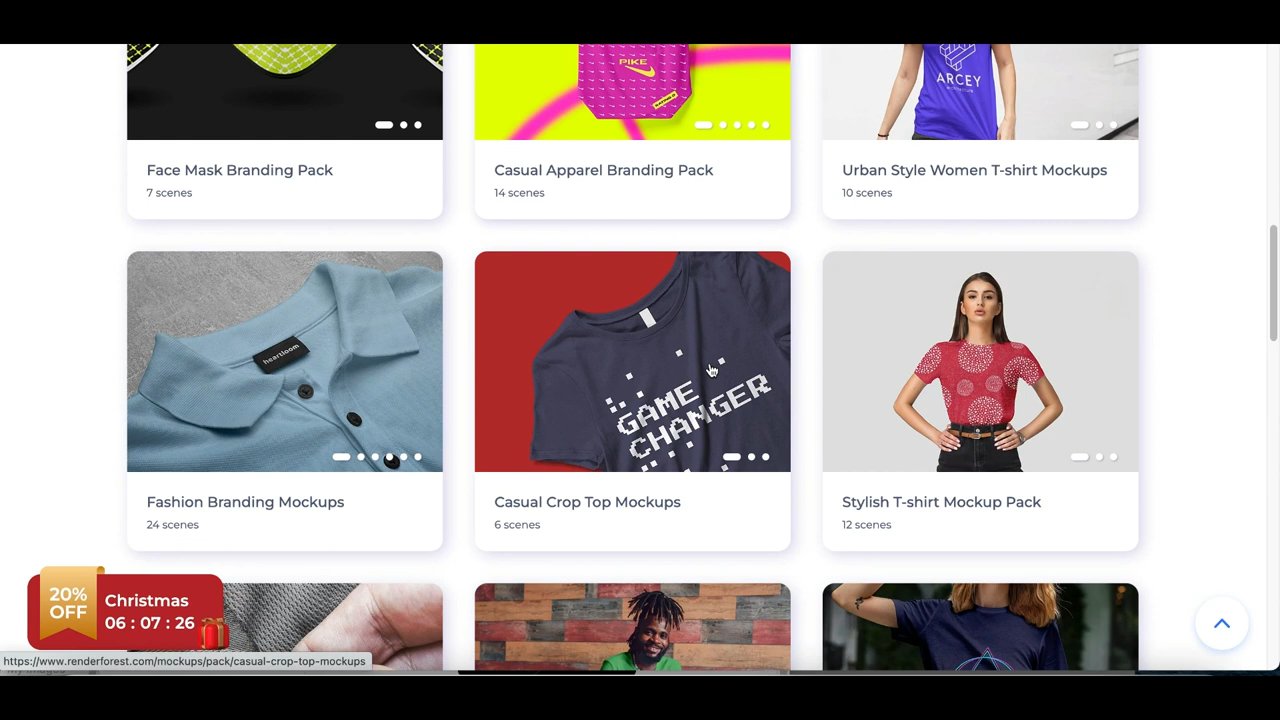 PIKE
ARCEY
Face Mask Branding Pack
7 scenes
Casual Apparel Branding Pack
14 scenes
Urban Style Women T-shirt Mockups
10 scenes
heartloom
GAME
CHANGER
Fashion Branding Mockups
24 scenes
Casual Crop Top Mockups
6 scenes
Stylish T-shirt Mockup Pack
12 scenes
20%
OFF
Christmas
06 : 07 : 26
https://www.renderforest.com/mockups/pack/casual-crop-top-mockups